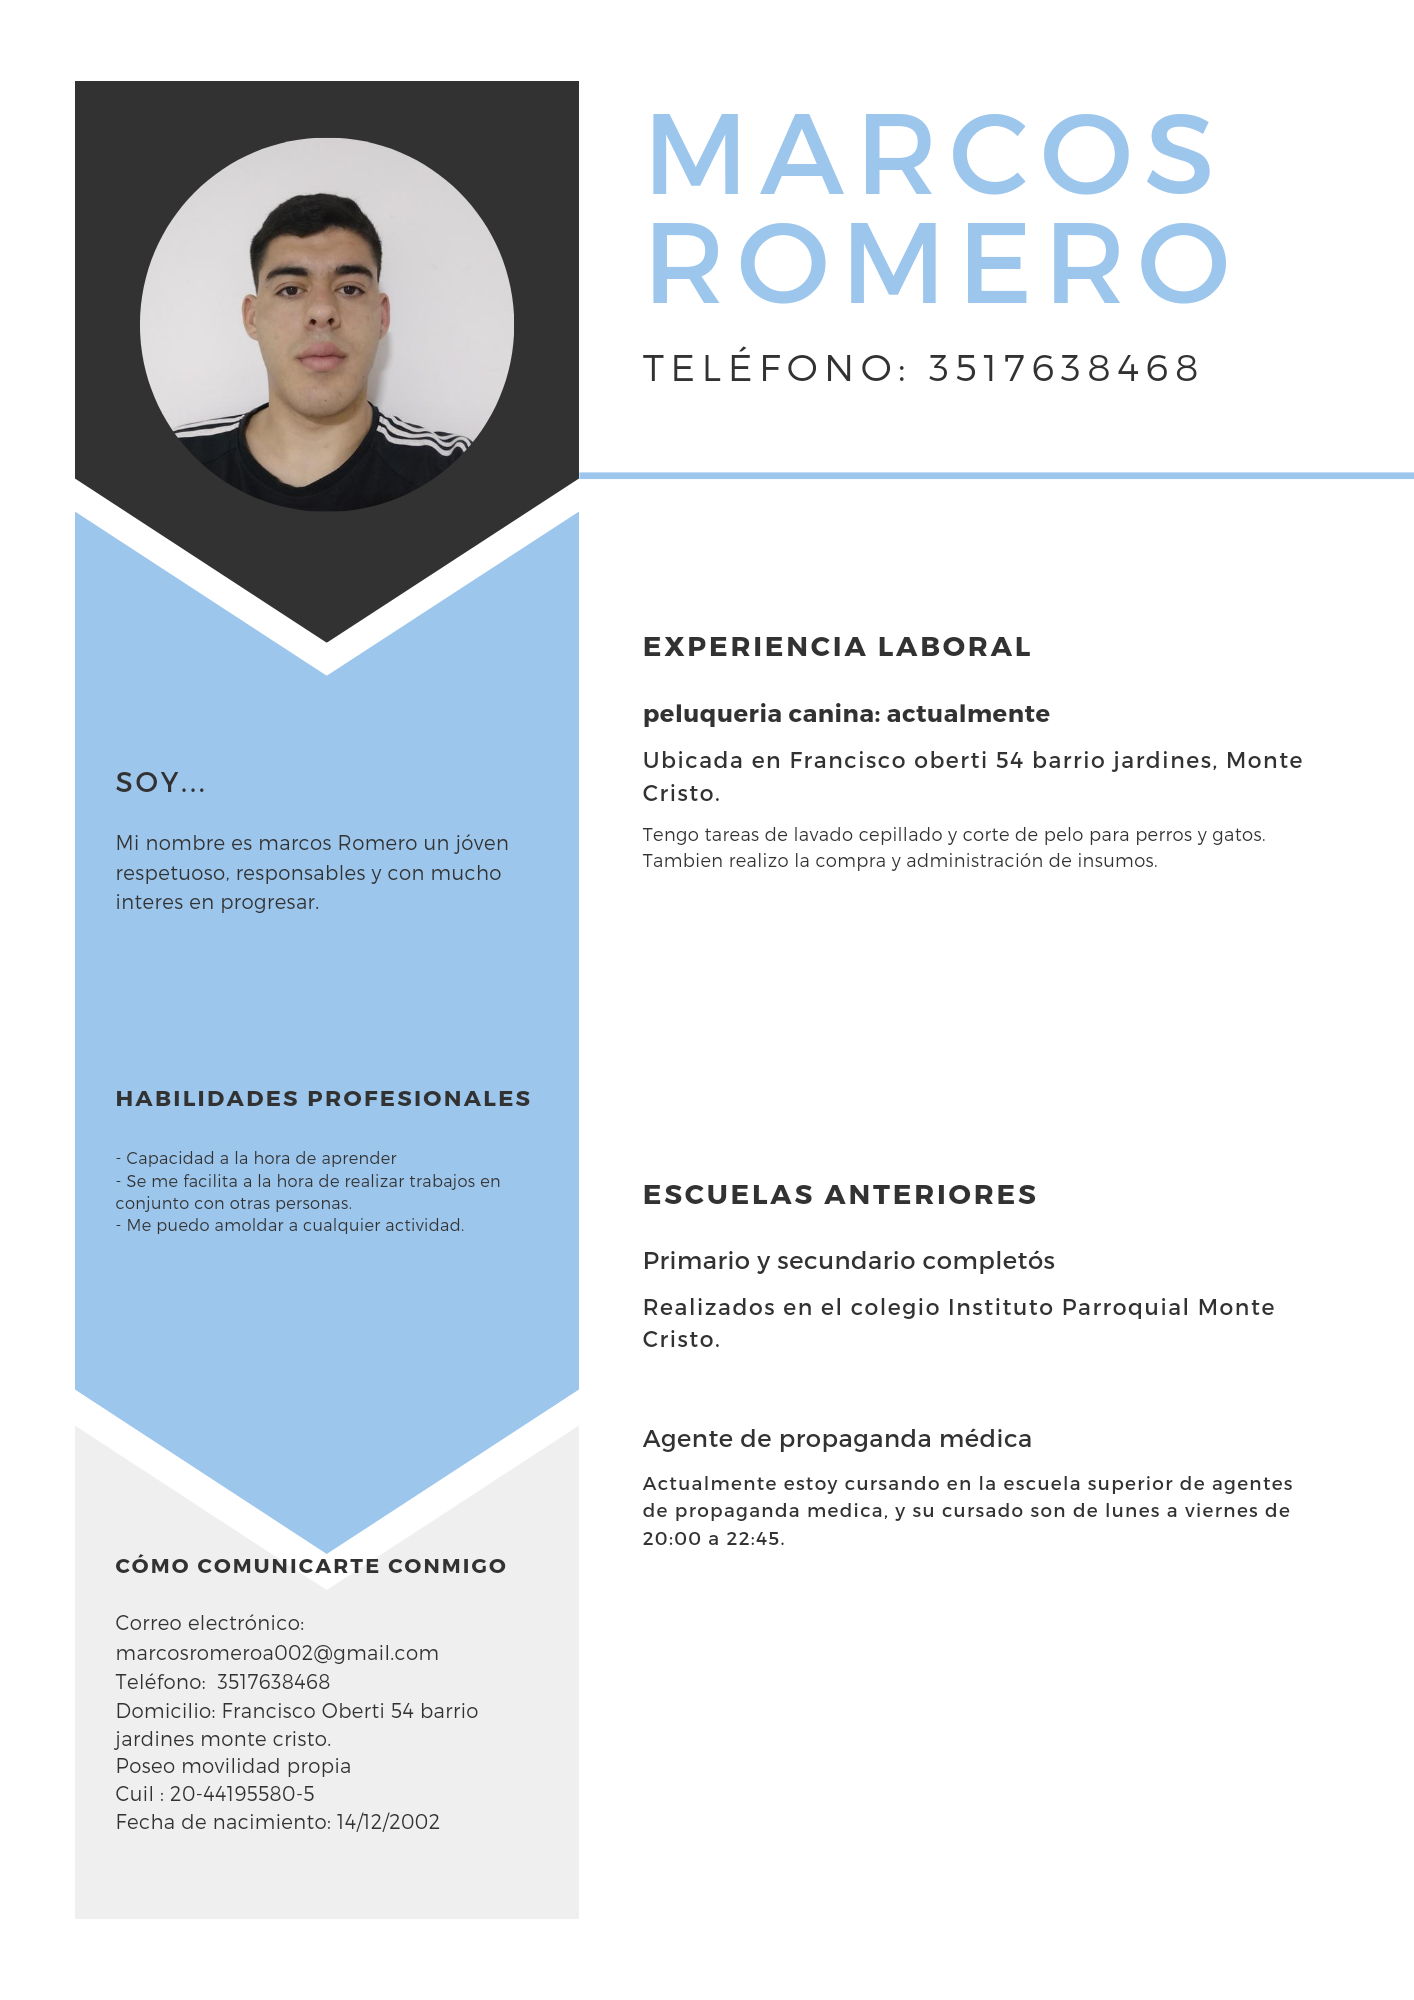 MARCOS
ROMERO
TELÉFONO: 3517638468
SOY...
Mi nombre es marcos Romero un jóven
respetuoso, responsables y con mucho
interes en progresar.
HABILIDADES PROFESIONALES
- Capacidad a la hora de aprender
- Se me facilita a la hora de realizar trabajos en
conjunto con otras personas.
- Me puedo amoldar a cualquier actividad.
CÓMO COMUNICARTE CONMIGO
Correo electrónico:
marcosromeroa002@gmail.com
Teléfono:  3517638468
Domicilio: Francisco Oberti 54 barrio
jardines monte cristo.
Poseo movilidad propia
Cuil : 20-44195580-5
Fecha de nacimiento: 14/12/2002
EXPERIENCIA LABORAL
peluqueria canina: actualmente
Ubicada en Francisco oberti 54 barrio jardines, Monte
Cristo.
Tengo tareas de lavado cepillado y corte de pelo para perros y gatos.
Tambien realizo la compra y administración de insumos.
ESCUELAS ANTERIORES
Primario y secundario completós
Realizados en el colegio Instituto Parroquial Monte
Cristo.
Agente de propaganda médica
Actualmente estoy cursando en la escuela superior de agentes
de propaganda medica, y su cursado son de lunes a viernes de
20:00 a 22:45.